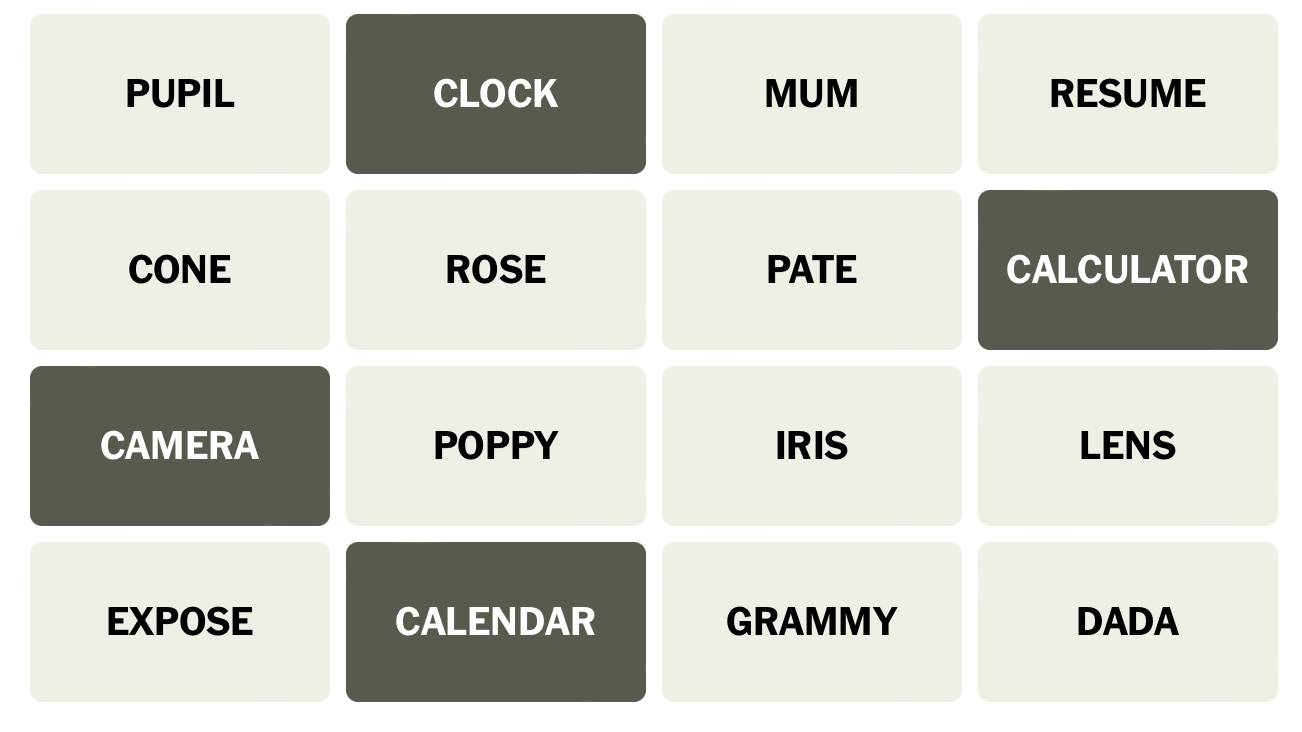 PUPIL
CLOCK
MUM
RESUME
CONE
ROSE
PATE
CALCULATOR
CAMERA
POPPY
IRIS
LENS
EXPOSE
CALENDAR
GRAMMY
DADA